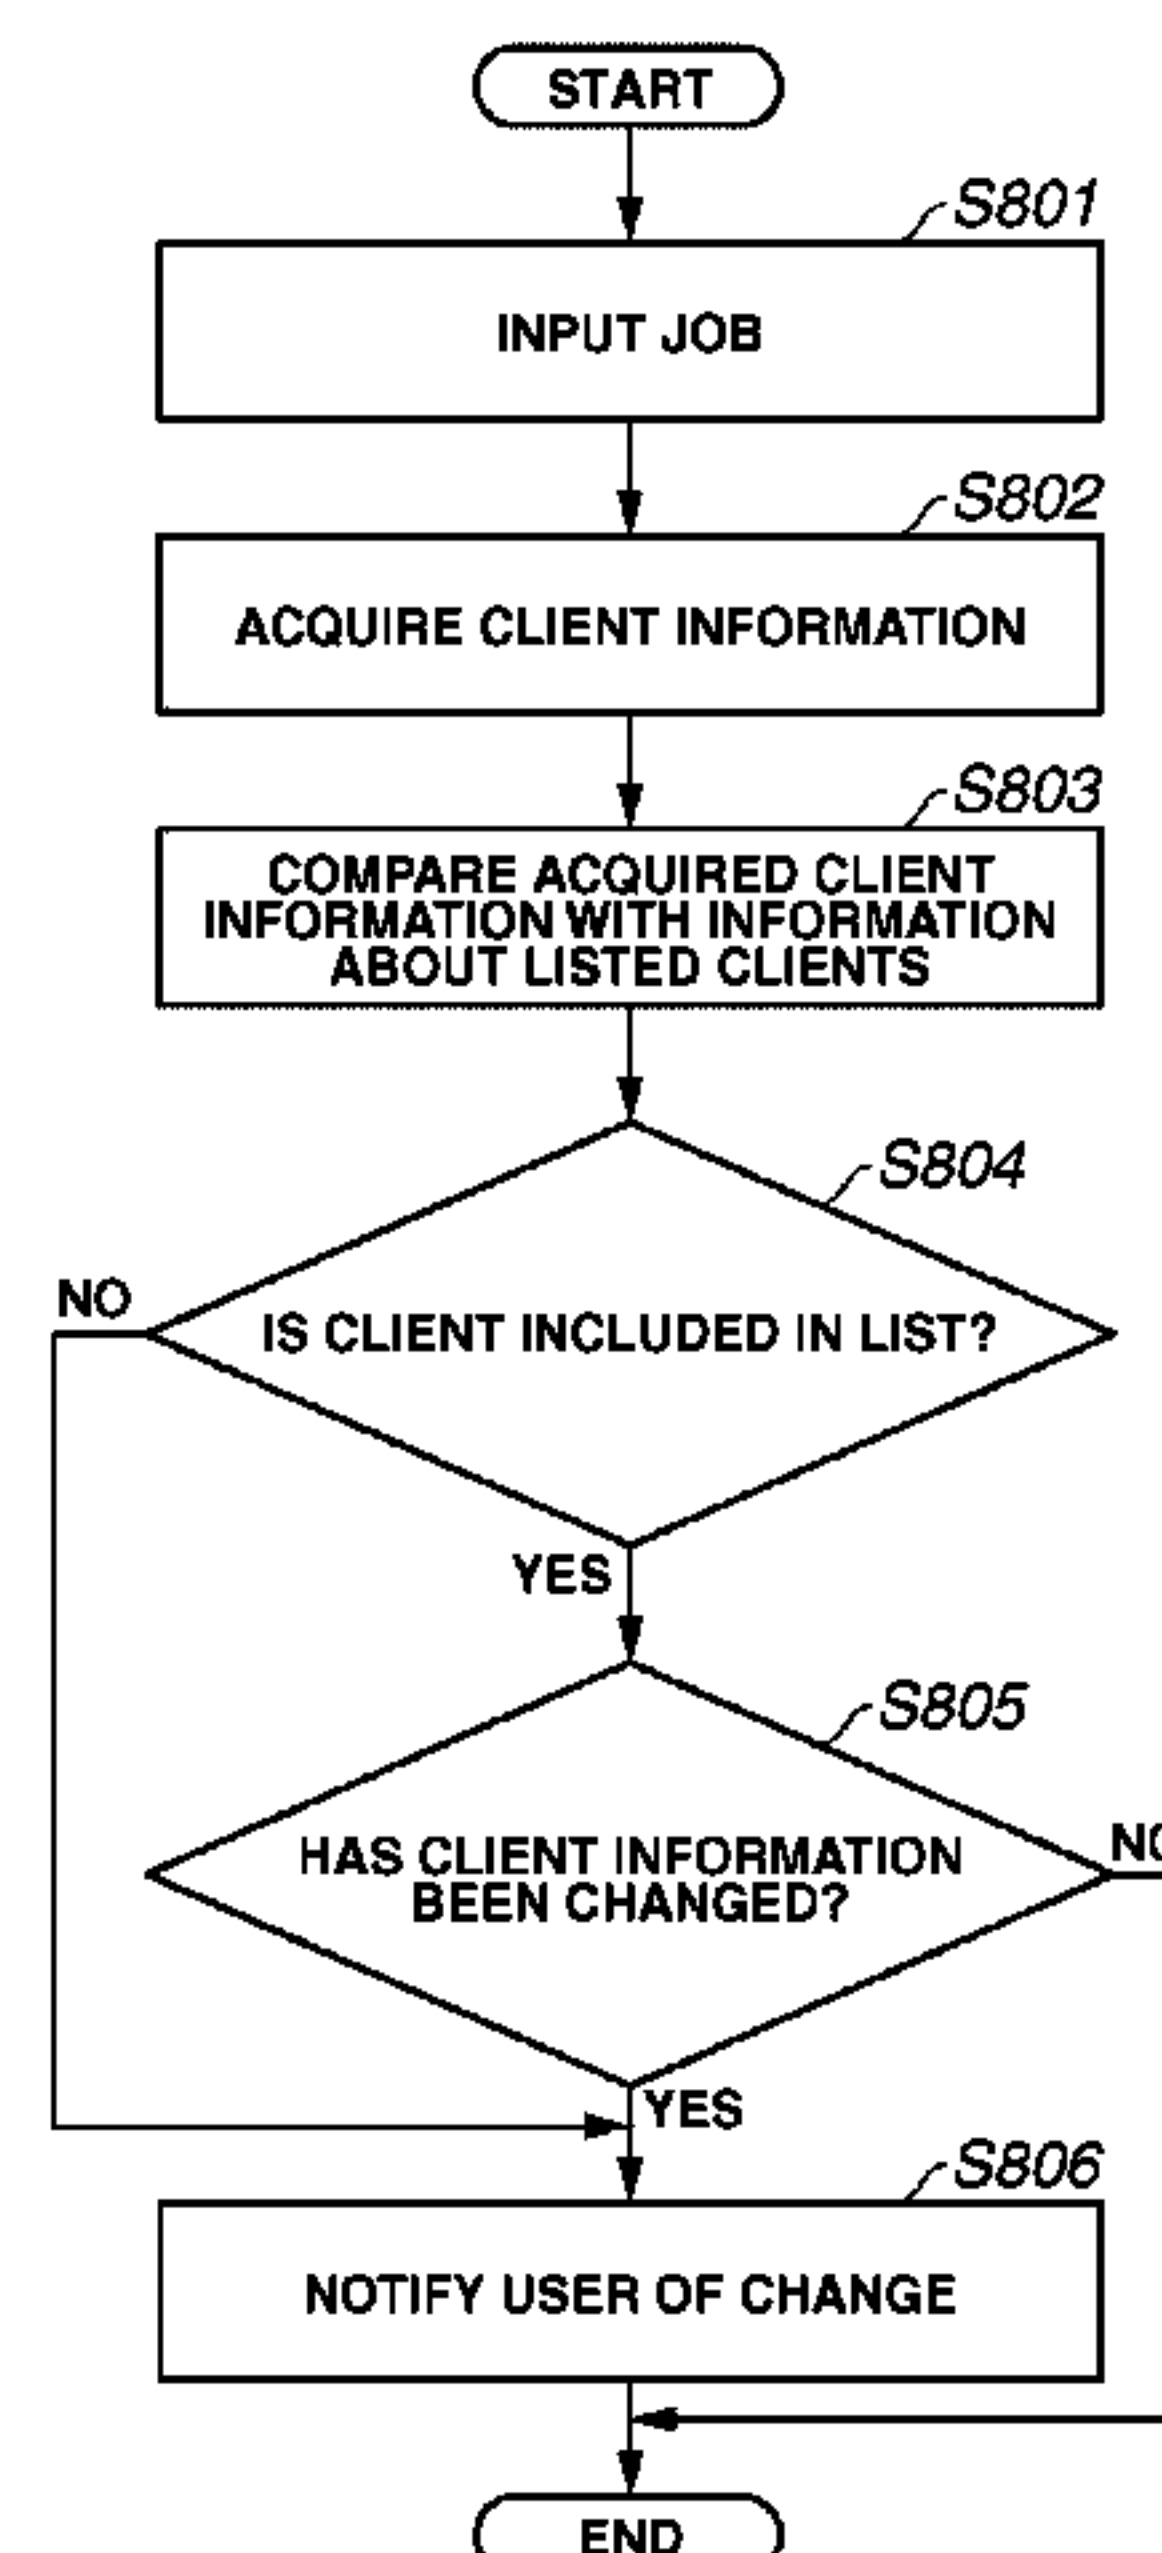 START
S801
INPUT JOB
S802
ACQUIRE CLIENT INFORMATION
S803
COMPARE ACQUIRED CLIENT
INFORMATION WITH INFORMATION
ABOUT LISTED CLIENTS
S804
NO
IS CLIENT INCLUDED IN LIST?
YES
S805
NO
HAS CLIENT INFORMATION
BEEN CHANGED?
YES
S806
NOTIFY USER OF CHANGE
END